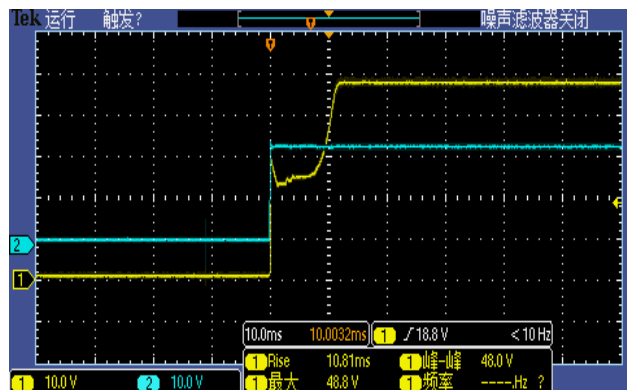 Tek 运行 触发? 噪声滤波器关闭
T
T
2
1
10.0ms 10.0032ms 1 18.8 V < 10 Hz
1 Rise 10.81ms 1 峰-峰 48.0 V
1 10.0 V 2 10.0 V 1 最大 48.8 V 1 频率 -----.Hz ?